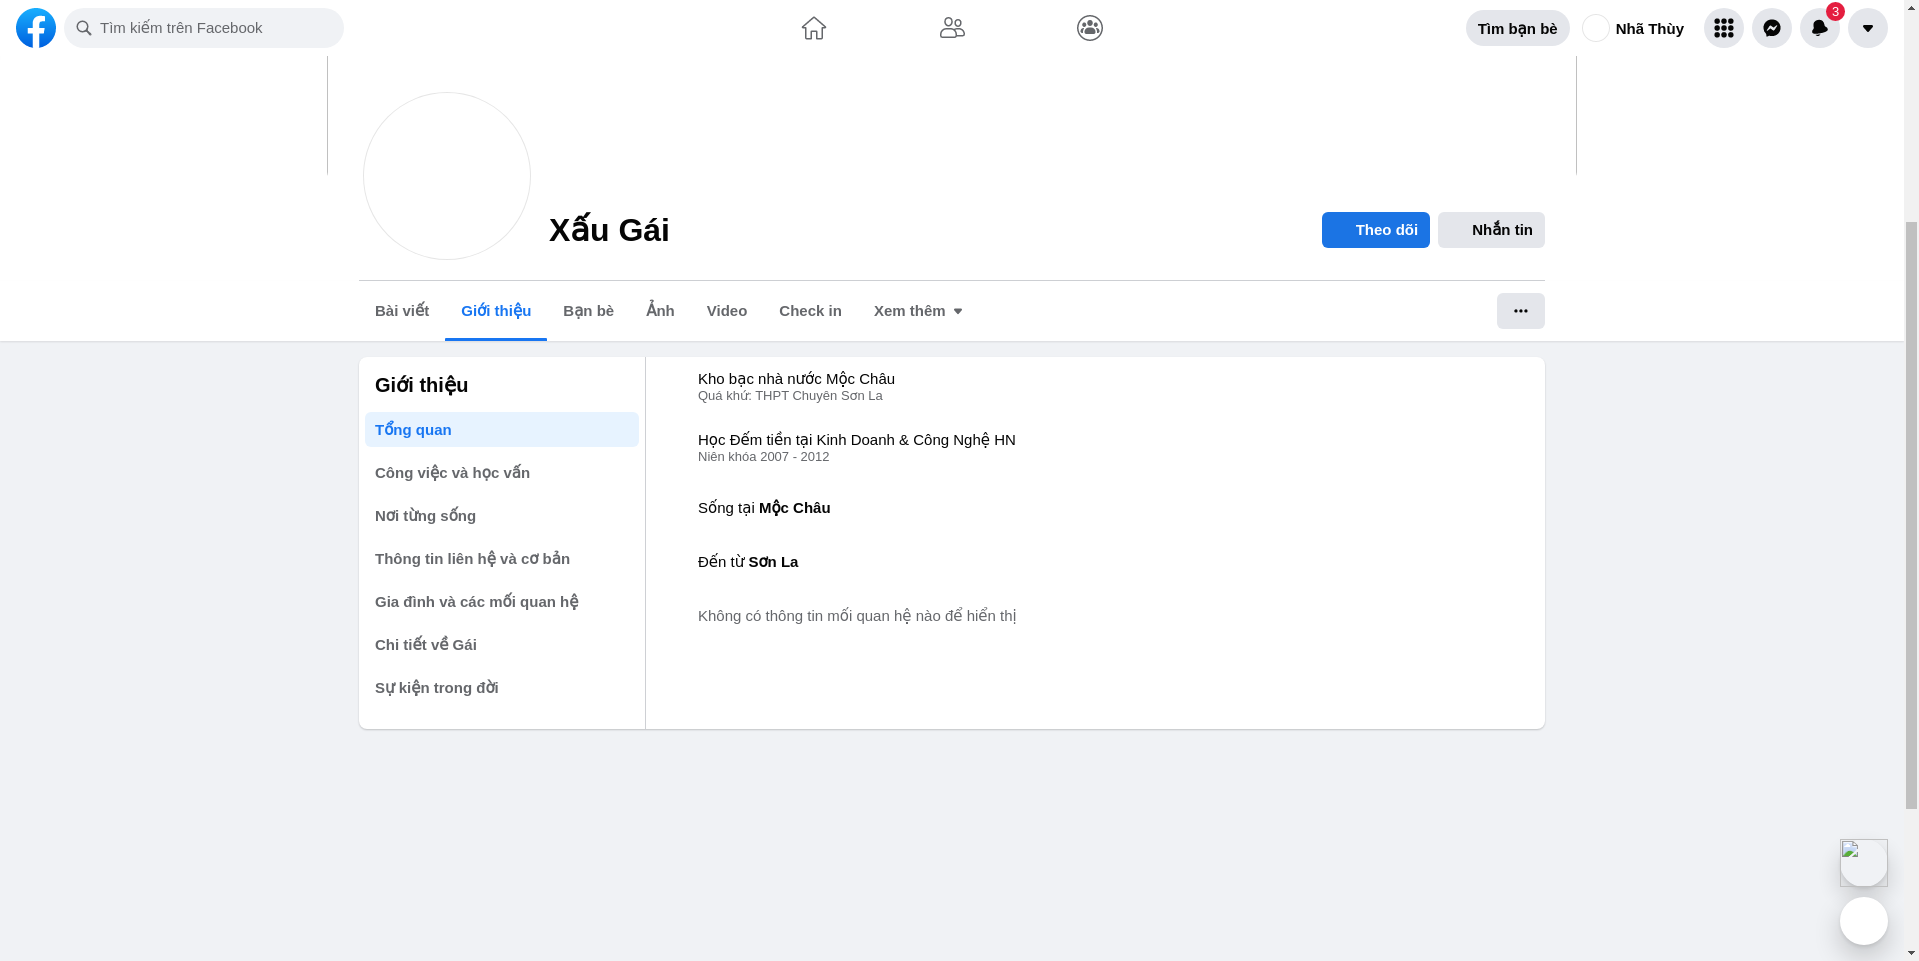 Tìm kiếm trên Facebook
Tìm bạn bè
Nhã Thùy
3
Xấu Gái
Theo dõi
Nhắn tin
Bài viết
Giới thiệu
Bạn bè
Ảnh
Video
Check in
Xem thêm
Giới thiệu
Tổng quan
Công việc và học vấn
Nơi từng sống
Thông tin liên hệ và cơ bản
Gia đình và các mối quan hệ
Chi tiết về Gái
Sự kiện trong đời
Kho bạc nhà nước Mộc Châu
Quá khứ: THPT Chuyên Sơn La
Học Đếm tiền tại Kinh Doanh & Công Nghệ HN
Niên khóa 2007 - 2012
Sống tại Mộc Châu
Đến từ Sơn La
Không có thông tin mối quan hệ nào để hiển thị